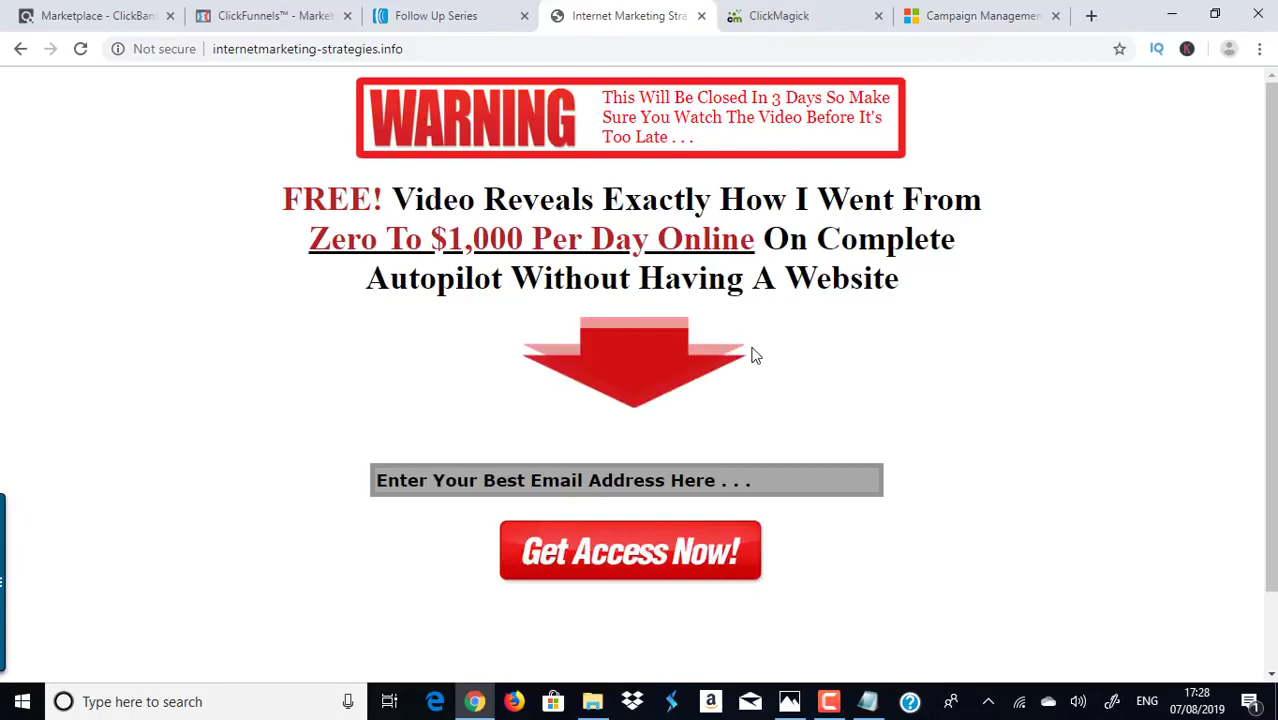 Marketplace - ClickBan
ClickFunnels™ - Market
Follow Up Series
Internet Marketing Stra
ClickMagick
Campaign Managemen
Not secure
internetmarketing-strategies.info
IQ
K
WARNING
This Will Be Closed In 3 Days So Make
Sure You Watch The Video Before It's
Too Late . . .
FREE! Video Reveals Exactly How I Went From
Zero To $1,000 Per Day Online On Complete
Autopilot Without Having A Website
Enter Your Best Email Address Here . . .
Get Access Now!
Type here to search
ENG
17:28
07/08/2019
1